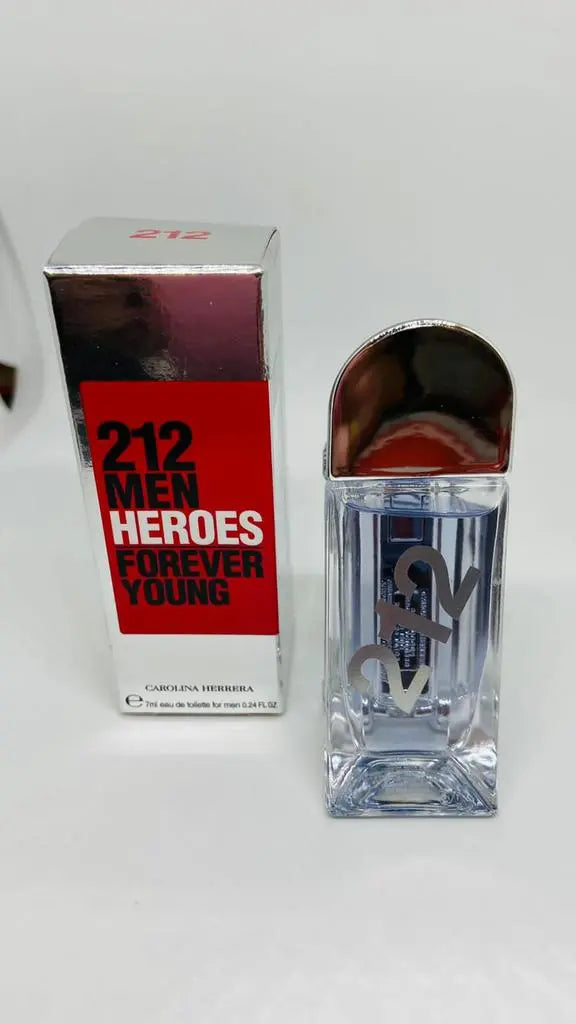 212
212
MEN
HEROES
FOREVER
YOUNG
CAROLINA HERRERA
℮ 7ml eau de toilette for men 0.24 FL.OZ
212